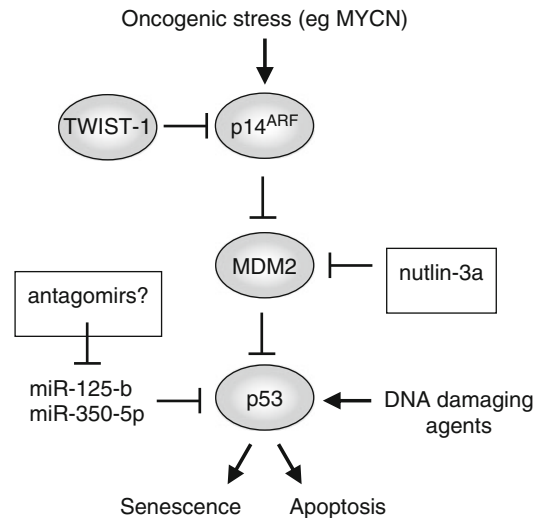 Oncogenic stress (eg MYCN)
TWIST-1
p14ARF
MDM2
nutlin-3a
antagomirs?
miR-125-b
miR-350-5p
p53
DNA damaging
agents
Senescence
Apoptosis